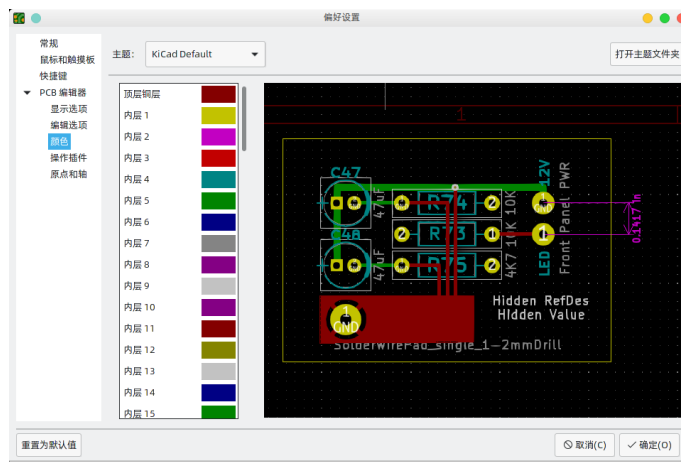 偏好设置
常规
鼠标和触摸板
快捷键
PCB 编辑器
显示选项
编辑选项
颜色
操作插件
原点和轴
主题: KiCad Default
打开主题文件夹
顶层铜层
内层 1
内层 2
内层 3
内层 4
内层 5
内层 6
内层 7
内层 8
内层 9
内层 10
内层 11
内层 12
内层 13
内层 14
内层 15
1
C47
47uF
R74
2
10K
12V
1
GND
Front Panel PWR
0.1417 in
C48
47uF
2
R73
1
10K
1
LED
R75
2
4K7
1
GND
Hidden RefDes
HIdden Value
SolderWirePad_single_1-2mmDrill
重置为默认值
取消(C)
确定(O)